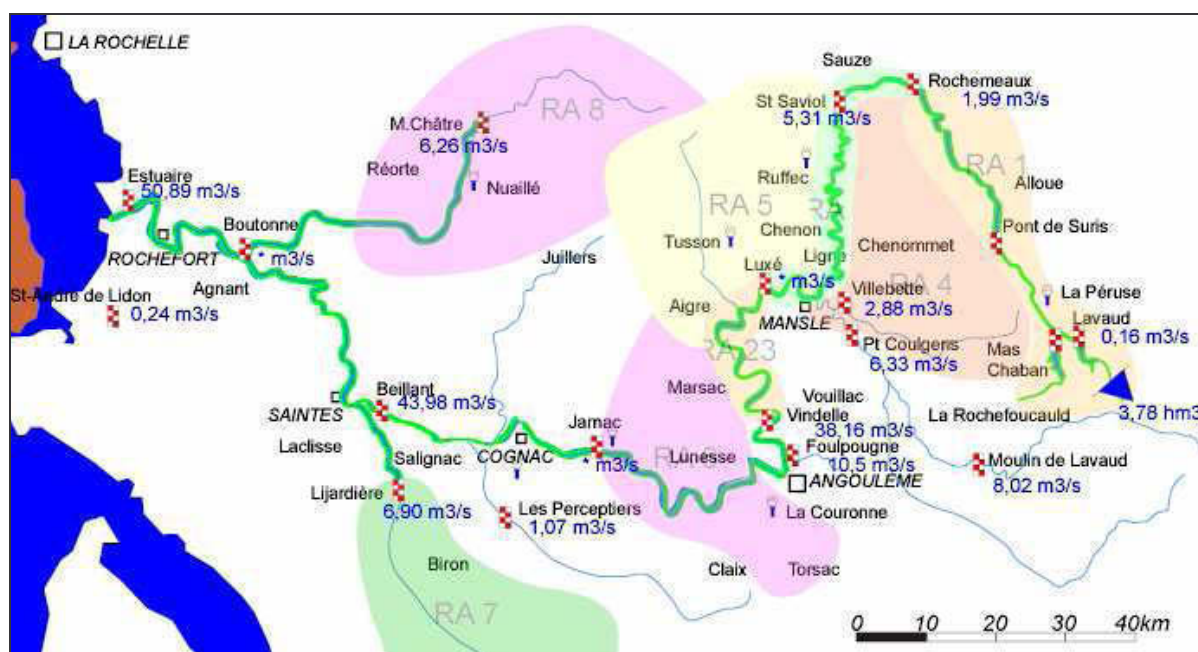 LA ROCHELLE
Sauze
Rochemeaux
1,99 m3/s
St Saviol
5,31 m3/s
RA 8
M.Châtre
6,26 m3/s
Réorte
Nuaillé
Estuaire
50,89 m3/s
Ruffec
RA 1
Alloue
RA 5
Chenon
Tusson
Pont de Suris
Chenommet
Boutonne
* m3/s
ROCHEFORT
Juillers
Ligne
Luxé
* m3/s
RA 4
Agnant
St-André de Lidon
0,24 m3/s
Villebette
2,88 m3/s
La Péruse
Aigre
MANSLE
Lavaud
0,16 m3/s
Pt Coulgens
6,33 m3/s
RA 23
Mas
Chaban
Marsac
Beillant
43,98 m3/s
SAINTES
Vouillac
Vindelle
38,16 m3/s
La Rochefoucauld
3,78 hm3
Jarnac
* m3/s
Laclisse
Salignac
COGNAC
Lunesse
Foulpougne
10,5 m3/s
ANGOULEME
Moulin de Lavaud
8,02 m3/s
Lijardière
6,90 m3/s
Les Perceptiers
1,07 m3/s
La Couronne
Biron
Claix
Torsac
RA 7
0 10 20 30 40km